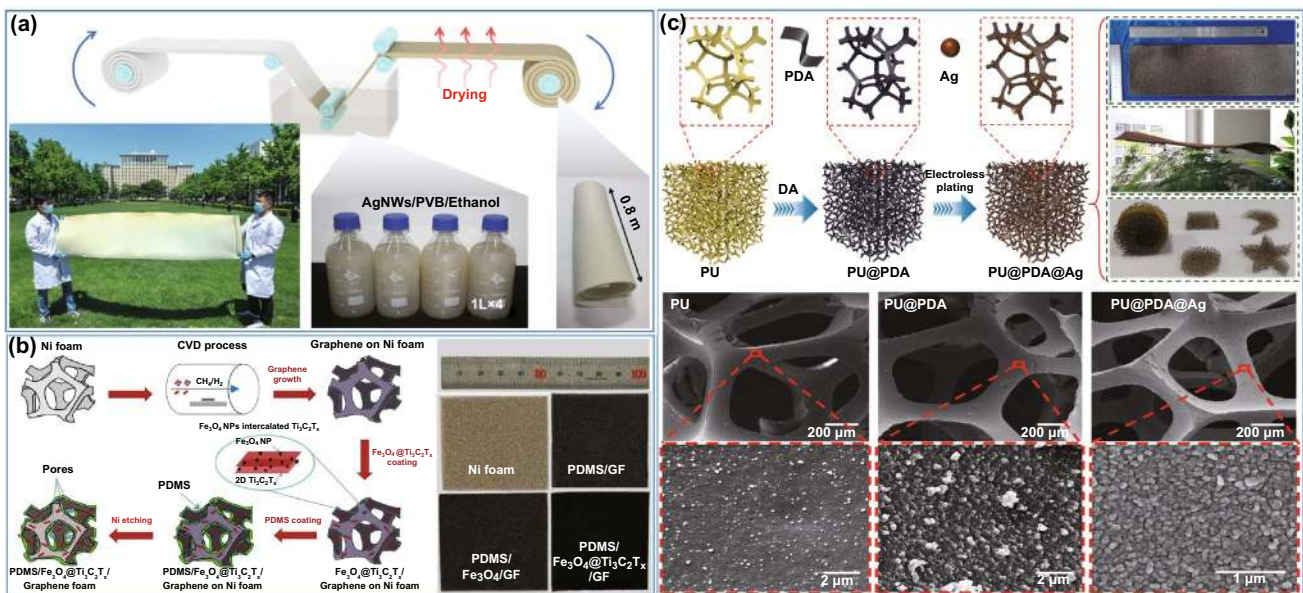 (a)
Drying
AgNWs/PVB/Ethanol
1L×4
0.8 m
(b)
Ni foam
CVD process
Graphene on Ni foam
CH₄/H₂
Graphene
growth
Fe₃O₄ NPs intercalated Ti₃C₂Tₓ
Fe₃O₄ NP
2D Ti₃C₂Tₓ
Fe₃O₄@Ti₃C₂Tₓ
coating
Pores
PDMS
Ni etching
PDMS coating
PDMS/Fe₃O₄@Ti₃C₂Tₓ/
Graphene foam
PDMS/Fe₃O₄@Ti₃C₂Tₓ/
Graphene on Ni foam
Fe₃O₄@Ti₃C₂Tₓ/
Graphene on Ni foam
100
Ni foam
PDMS/GF
PDMS/
Fe₃O₄/GF
PDMS/
Fe₃O₄@Ti₃C₂Tₓ
/GF
(c)
PDA
Ag
DA
Electroless
plating
PU
PU@PDA
PU@PDA@Ag
PU
200 µm
PU@PDA
200 µm
PU@PDA@Ag
200 µm
2 µm
2 µm
1 µm